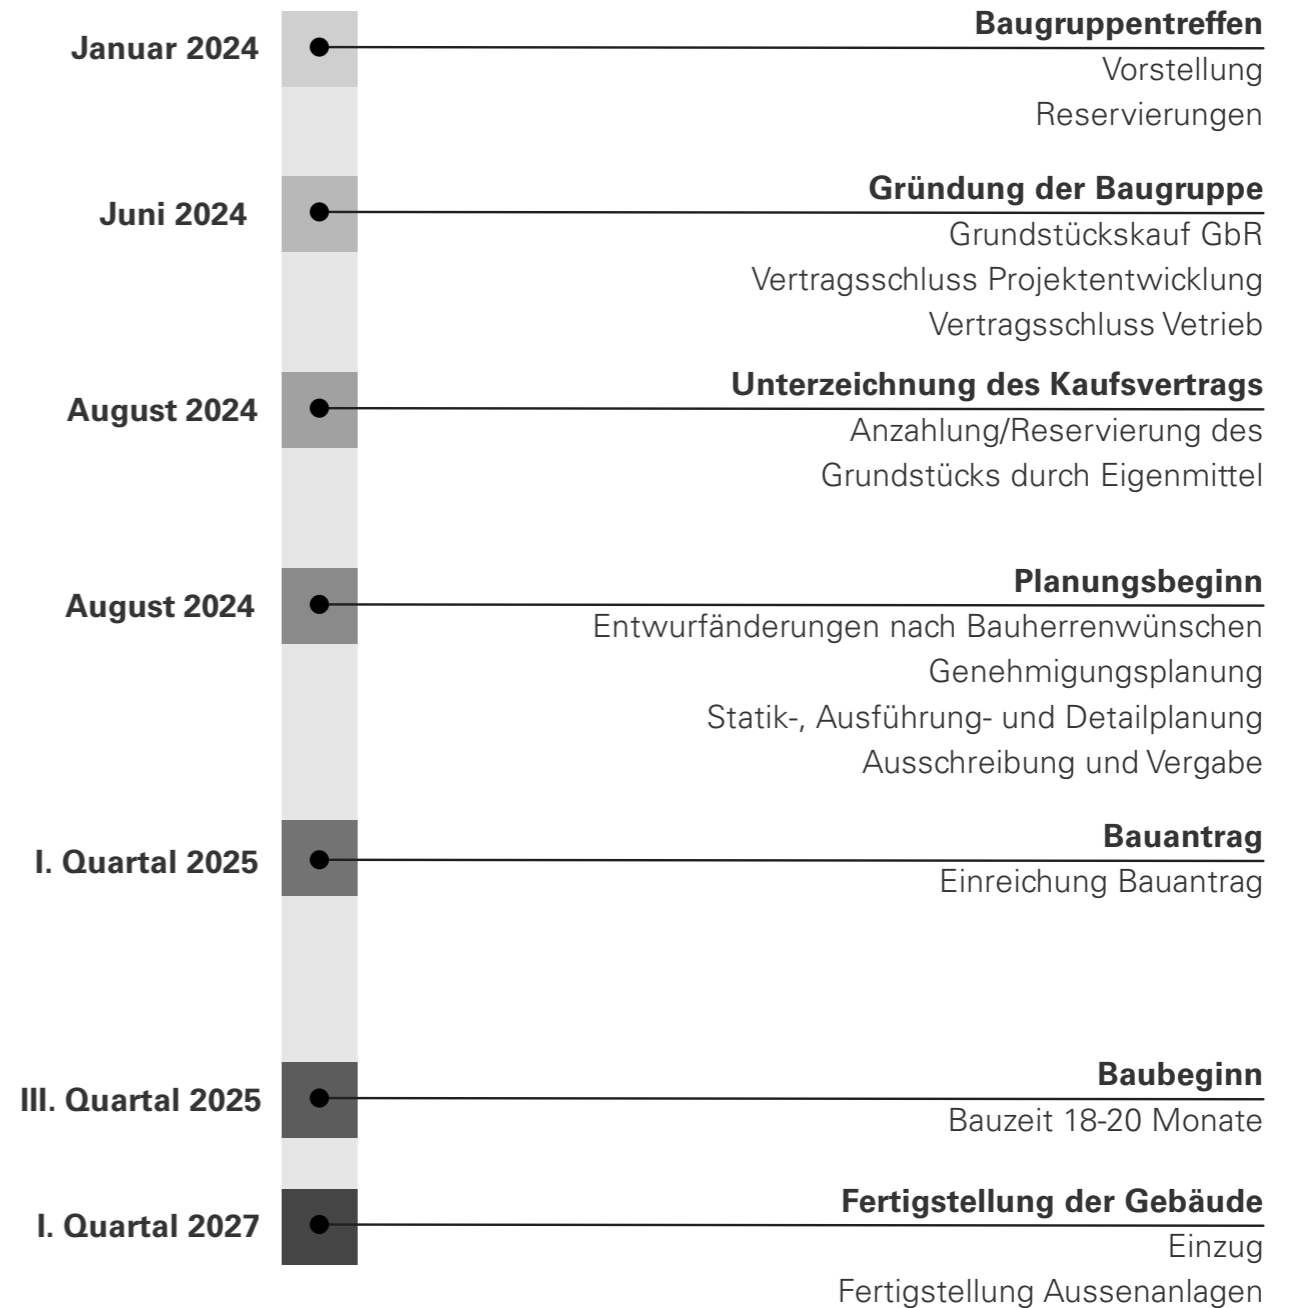 Januar 2024
Baugruppentreffen
Vorstellung
Reservierungen
Juni 2024
Gründung der Baugruppe
Grundstückskauf GbR
Vertragsschluss Projektentwicklung
Vertragsschluss Vetrieb
August 2024
Unterzeichnung des Kaufsvertrags
Anzahlung/Reservierung des
Grundstücks durch Eigenmittel
August 2024
Planungsbeginn
Entwurfänderungen nach Bauherrenwünschen
Genehmigungsplanung
Statik-, Ausführung- und Detailplanung
Ausschreibung und Vergabe
I. Quartal 2025
Bauantrag
Einreichung Bauantrag
III. Quartal 2025
Baubeginn
Bauzeit 18-20 Monate
I. Quartal 2027
Fertigstellung der Gebäude
Einzug
Fertigstellung Aussenanlagen